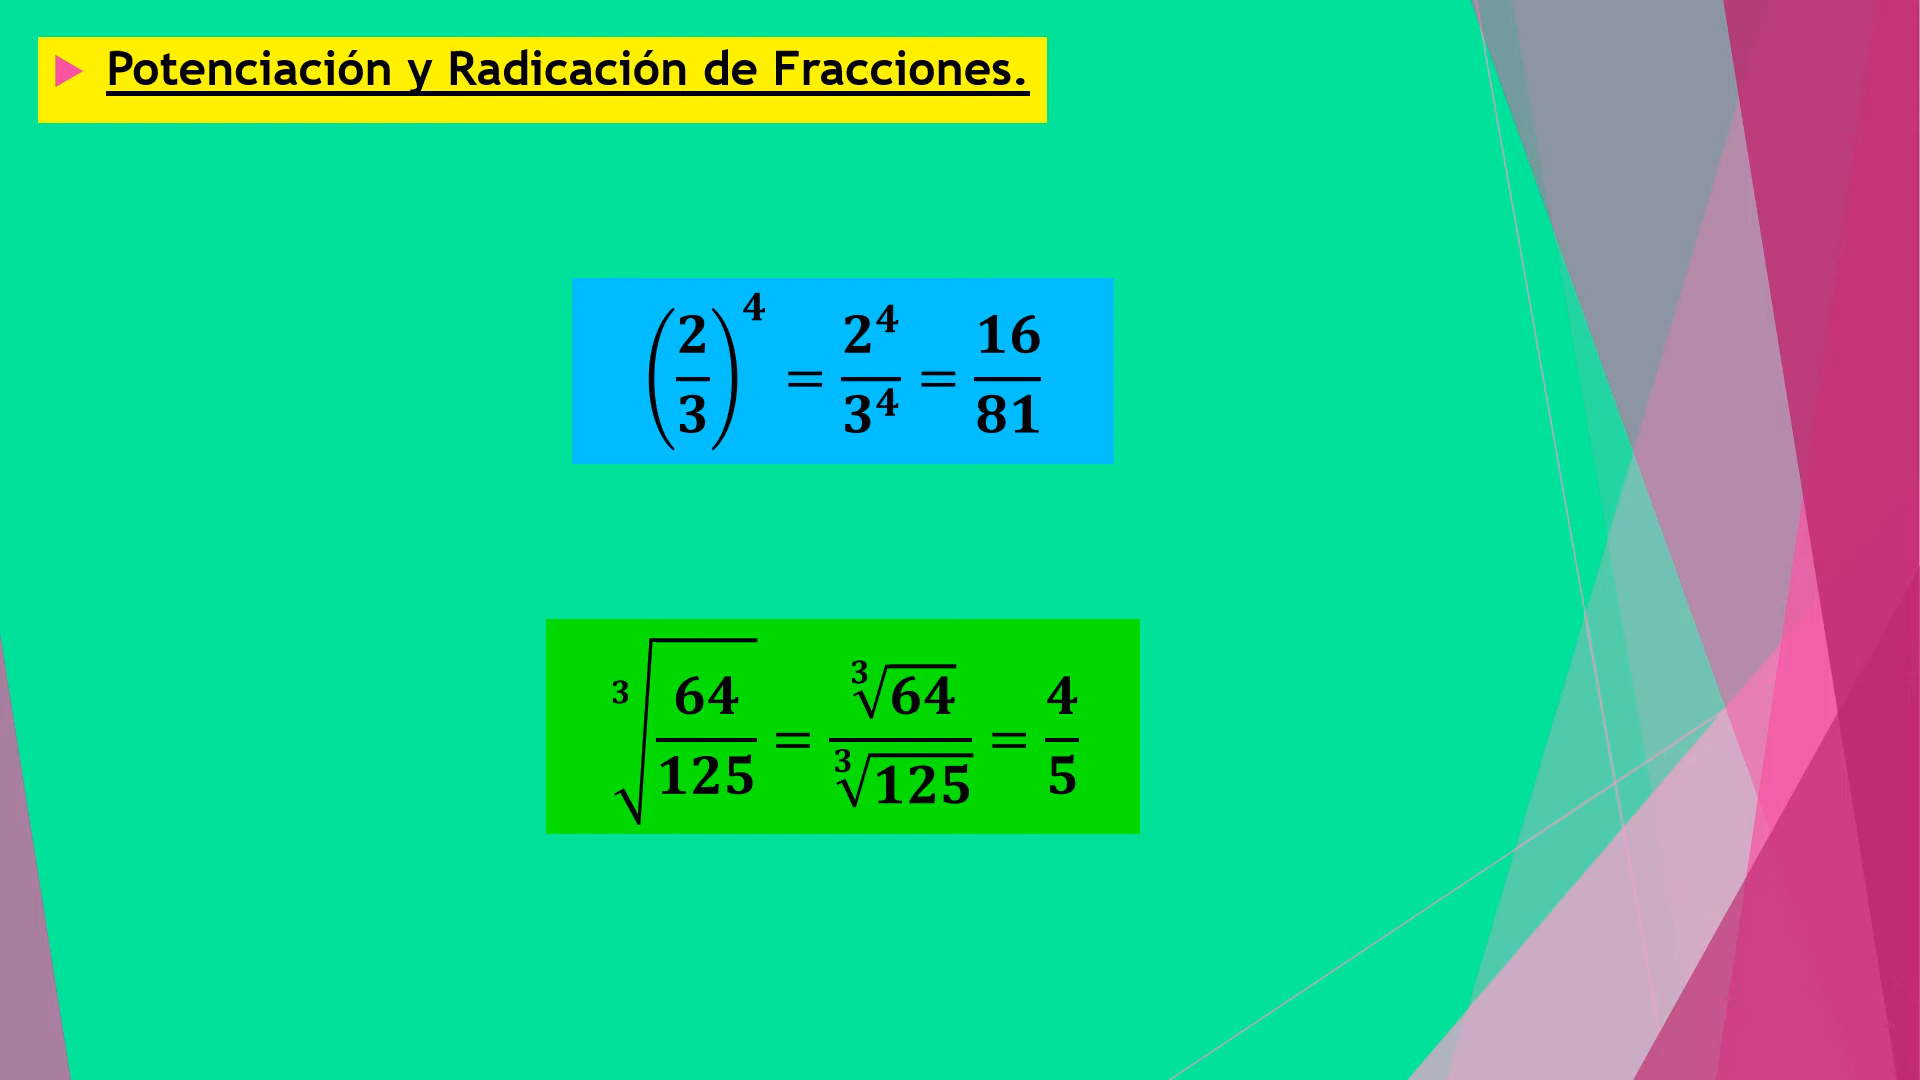 Potenciación y Radicación de Fracciones.
(2/3)⁴ = 2⁴/3⁴ = 16/81
∛(64/125) = ∛64/∛125 = 4/5